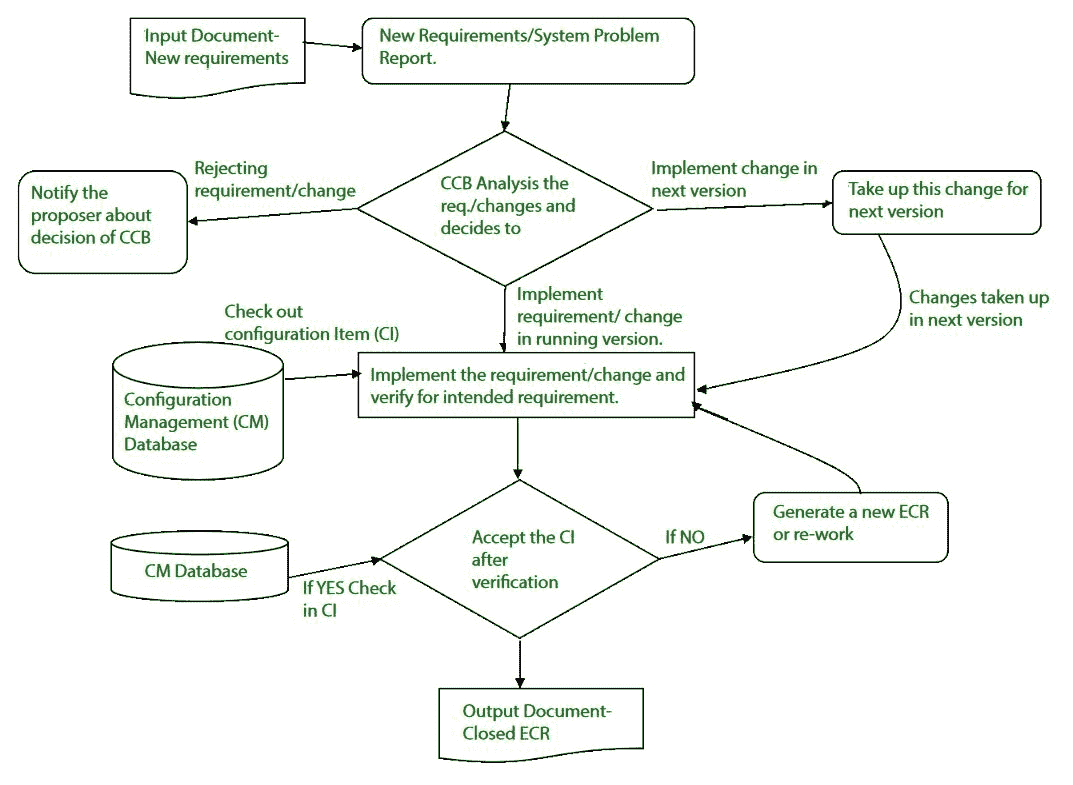 Input Document-
New requirements
New Requirements/System Problem
Report.
Rejecting
requirement/change
CCB Analysis the
req./changes and
decides to
Implement change in
next version
Notify the
proposer about
decision of CCB
Take up this change for
next version
Implement
requirement/ change
in running version.
Changes taken up
in next version
Check out
configuration Item (CI)
Configuration
Management (CM)
Database
Implement the requirement/change and
verify for intended requirement.
CM Database
If YES Check
in CI
Accept the CI
after
verification
If NO
Generate a new ECR
or re-work
Output Document-
Closed ECR